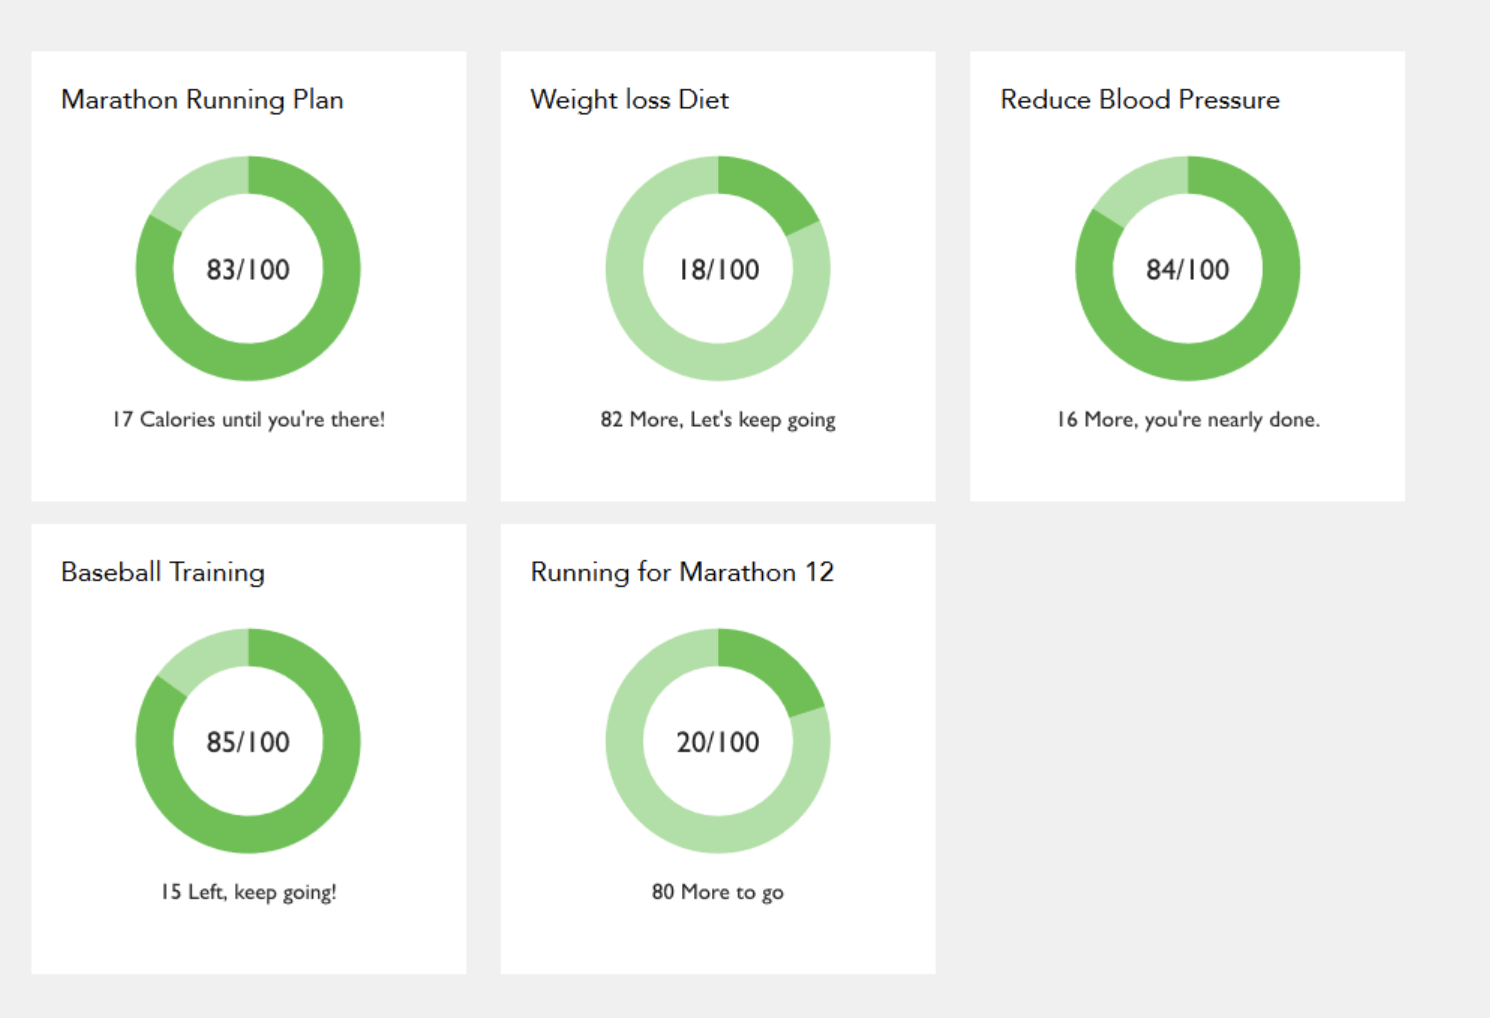 Marathon Running Plan
83/100
17 Calories until you're there!
Weight loss Diet
18/100
82 More, Let's keep going
Reduce Blood Pressure
84/100
16 More, you're nearly done.
Baseball Training
85/100
15 Left, keep going!
Running for Marathon 12
20/100
80 More to go